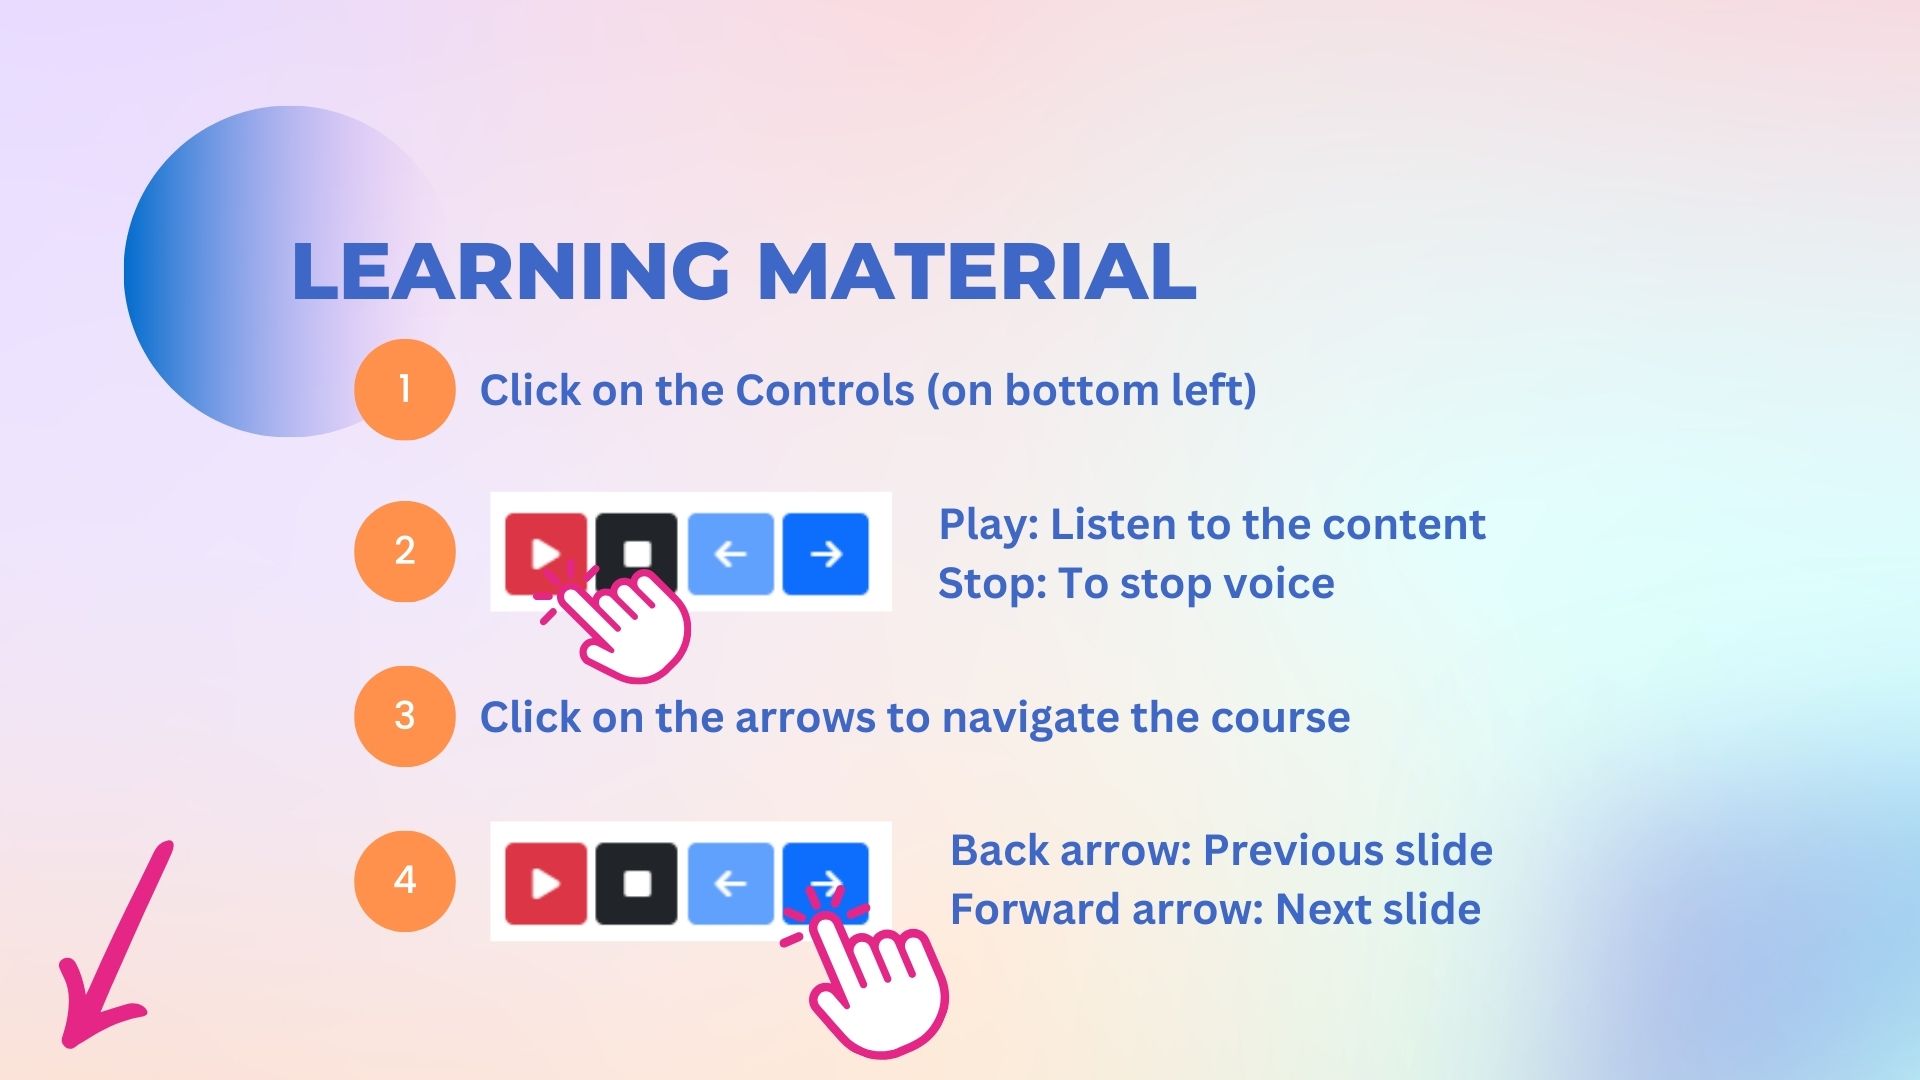 LEARNING MATERIAL
1
Click on the Controls (on bottom left)
2
Play: Listen to the content
Stop: To stop voice
3
Click on the arrows to navigate the course
4
Back arrow: Previous slide
Forward arrow: Next slide